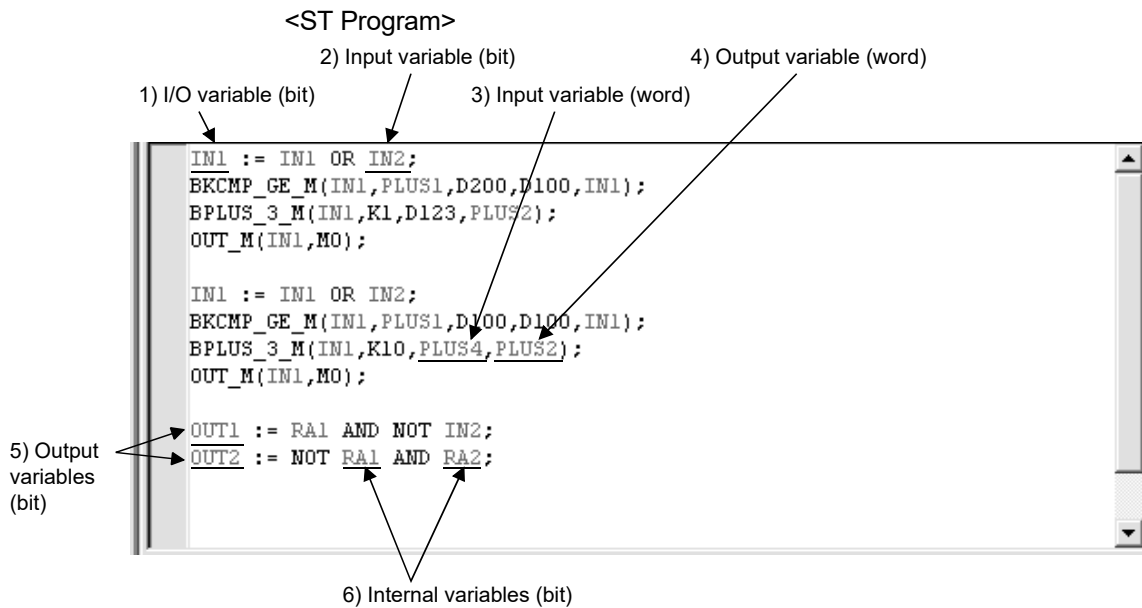 <ST Program>
2) Input variable (bit)
4) Output variable (word)
1) I/O variable (bit)
3) Input variable (word)
IN1 := IN1 OR IN2;
BKCMP_GE_M(IN1,PLUS1,D200,D100,IN1);
BPLUS_3_M(IN1,K1,D123,PLUS2);
OUT_M(IN1,M0);
IN1 := IN1 OR IN2;
BKCMP_GE_M(IN1,PLUS1,D100,D100,IN1);
BPLUS_3_M(IN1,K10,PLUS4,PLUS2);
OUT_M(IN1,M0);
OUT1 := RA1 AND NOT IN2;
OUT2 := NOT RA1 AND RA2;
5) Output
variables
(bit)
6) Internal variables (bit)